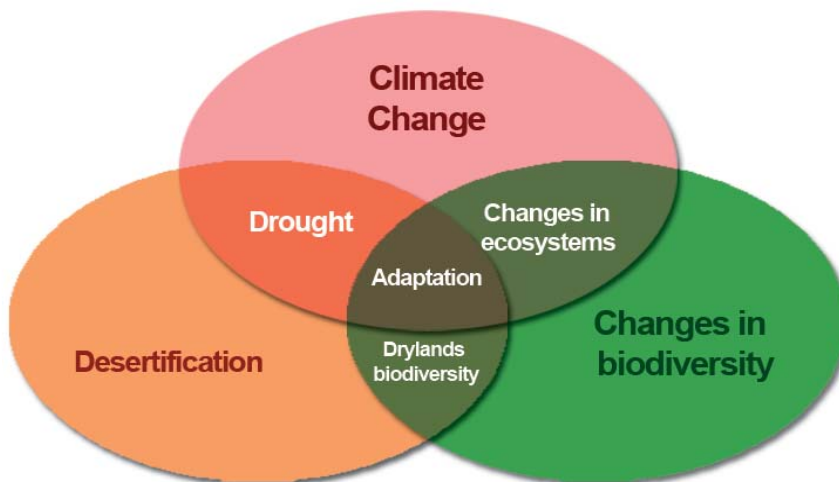 Climate
Change
Drought
Changes in
ecosystems
Adaptation
Desertification
Drylands
biodiversity
Changes in
biodiversity